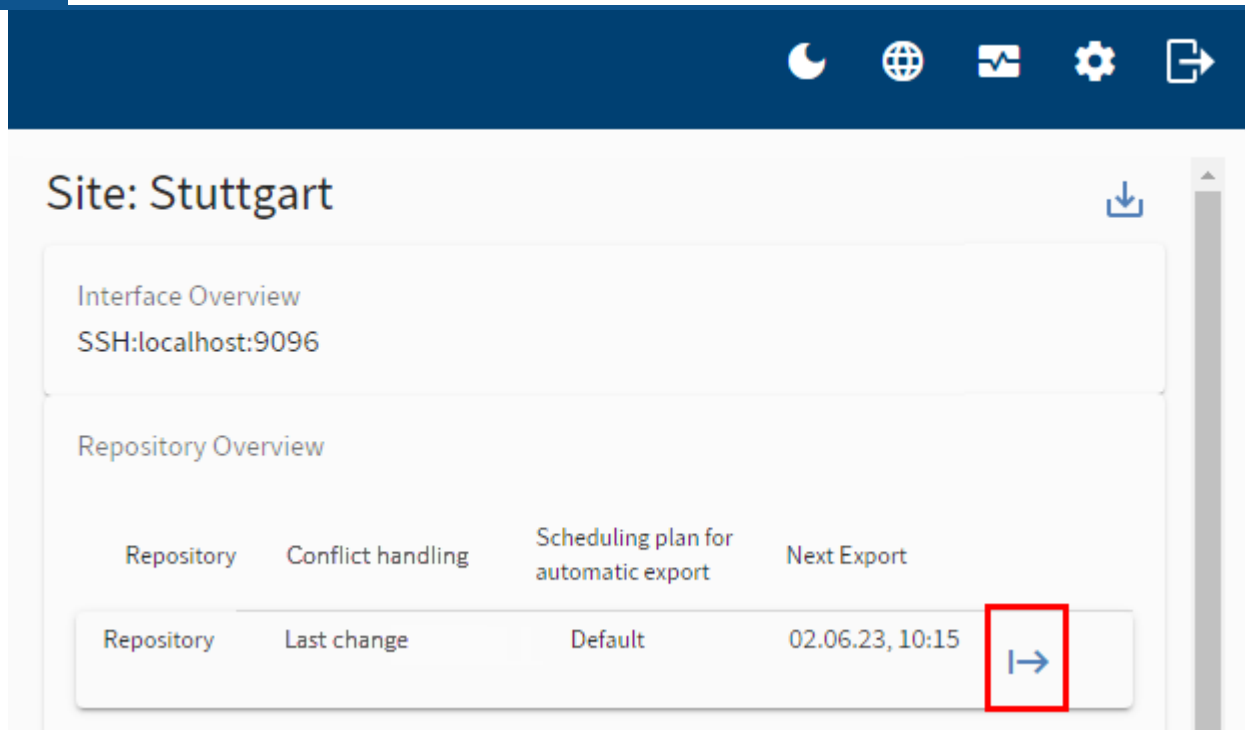 Site: Stuttgart
Interface Overview
SSH:localhost:9096
Repository Overview
Repository Conflict handling Scheduling plan for automatic export Next Export
Repository Last change Default 02.06.23, 10:15